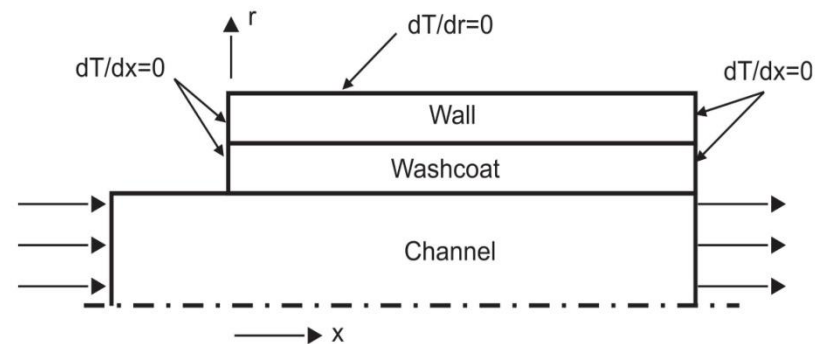 r
dT/dr=0
dT/dx=0
dT/dx=0
Wall
Washcoat
Channel
x